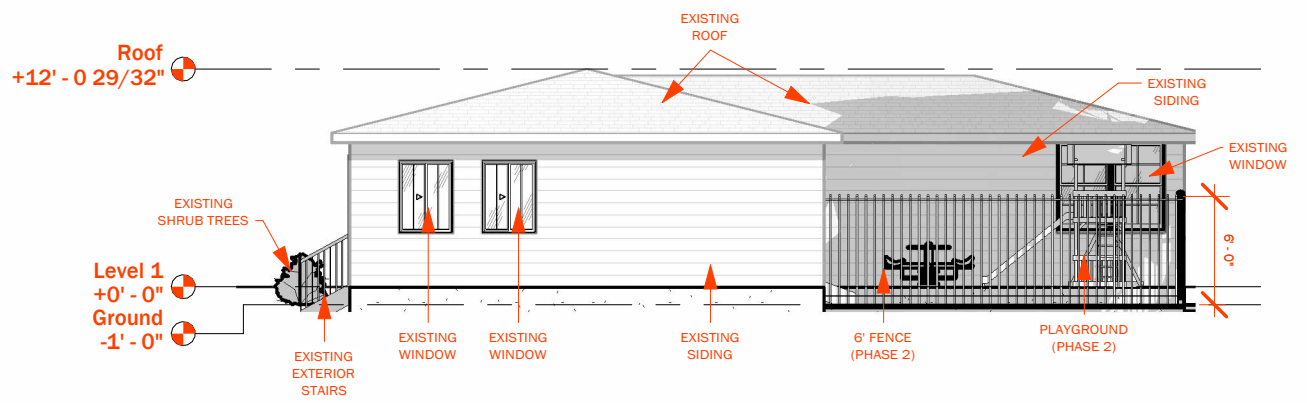 EXISTING
ROOF
Roof
+12' - 0 29/32"
EXISTING
SIDING
EXISTING
WINDOW
EXISTING
SHRUB TREES
6' - 0"
Level 1
+0' - 0"
Ground
-1' - 0"
EXISTING
EXTERIOR
STAIRS
EXISTING
WINDOW
EXISTING
WINDOW
EXISTING
SIDING
6' FENCE
(PHASE 2)
PLAYGROUND
(PHASE 2)